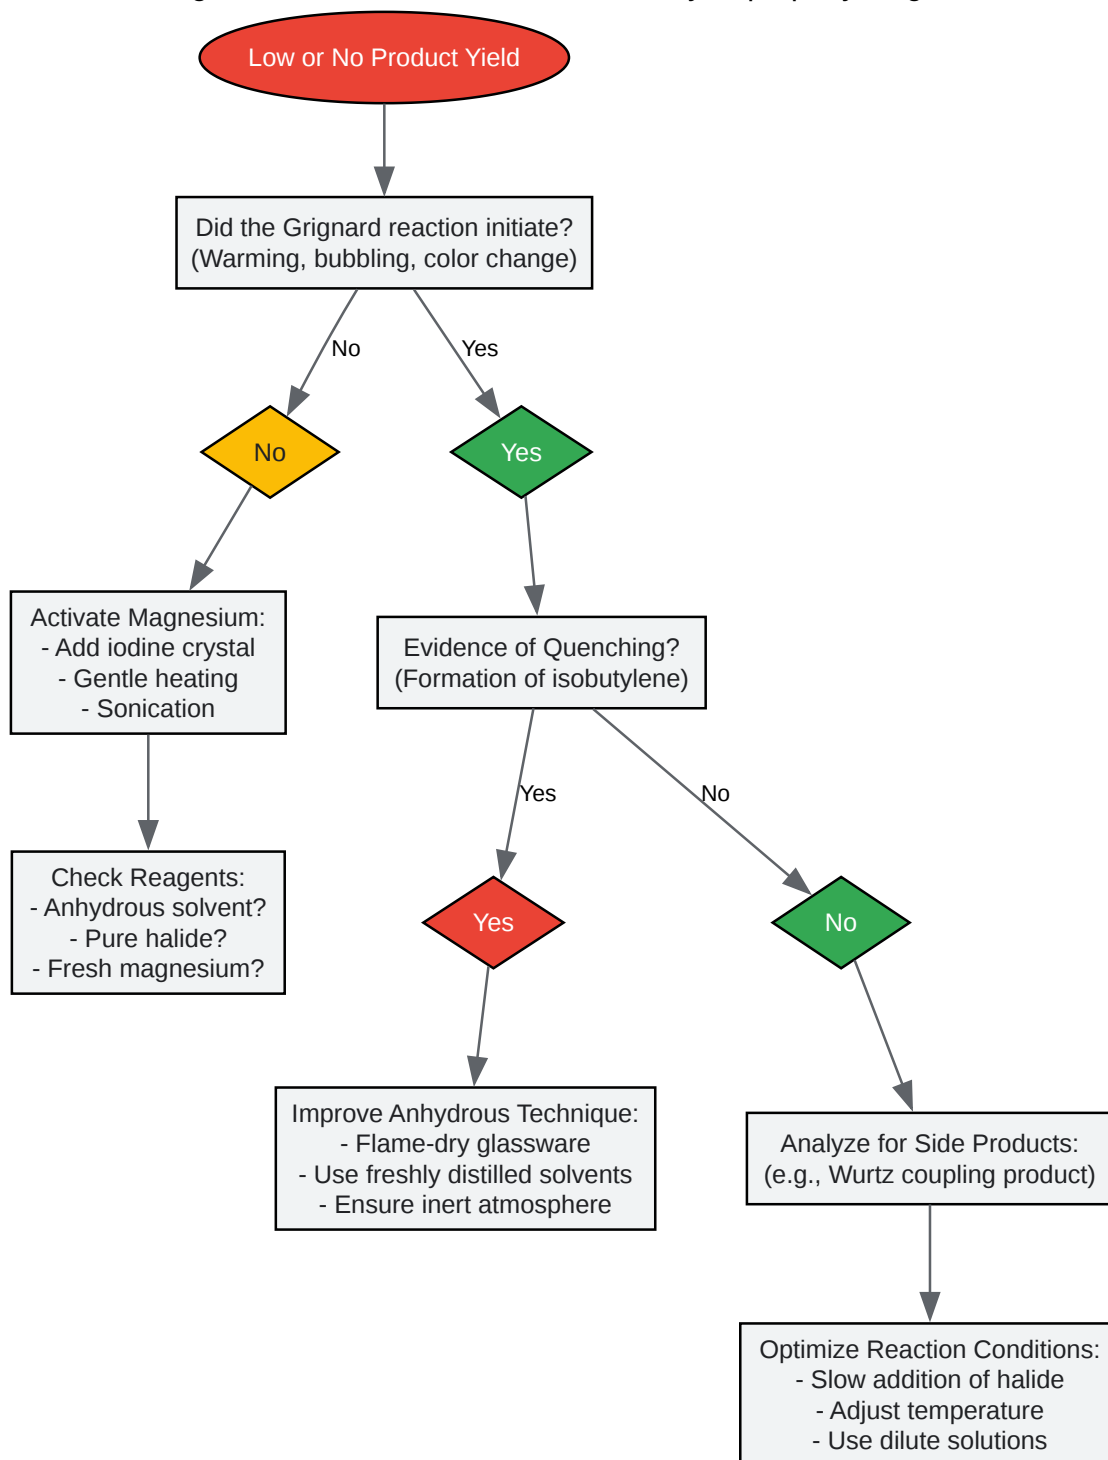 Low or No Product Yield
Did the Grignard reaction initiate?
(Warming, bubbling, color change)
No
Yes
No
Yes
Activate Magnesium:
- Add iodine crystal
- Gentle heating
- Sonication
Evidence of Quenching?
(Formation of isobutylene)
Yes
No
Check Reagents:
- Anhydrous solvent?
- Pure halide?
- Fresh magnesium?
Yes
No
Improve Anhydrous Technique:
- Flame-dry glassware
- Use freshly distilled solvents
- Ensure inert atmosphere
Analyze for Side Products:
(e.g., Wurtz coupling product)
Optimize Reaction Conditions:
- Slow addition of halide
- Adjust temperature
- Use dilute solutions